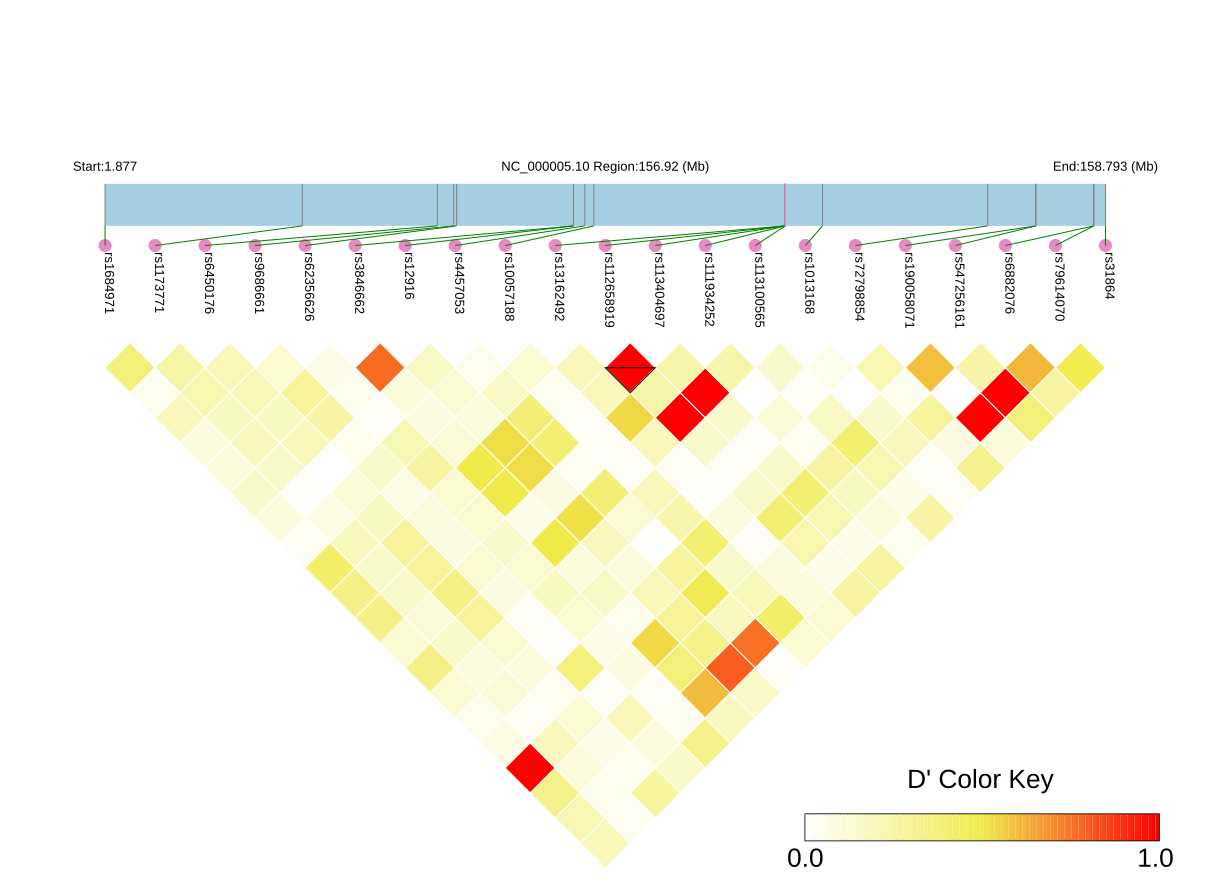 Start:1.877 NC_000005.10 Region:156.92 (Mb) End:158.793 (Mb)
rs1684971
rs1173771
rs6450176
rs9686661
rs62356626
rs3846662
rs12916
rs4457053
rs10057188
rs13162492
rs112658919
rs113404697
rs111934252
rs113100565
rs1013168
rs72798854
rs190058071
rs547256161
rs6882076
rs79614070
rs31864
D' Color Key
0.0 1.0